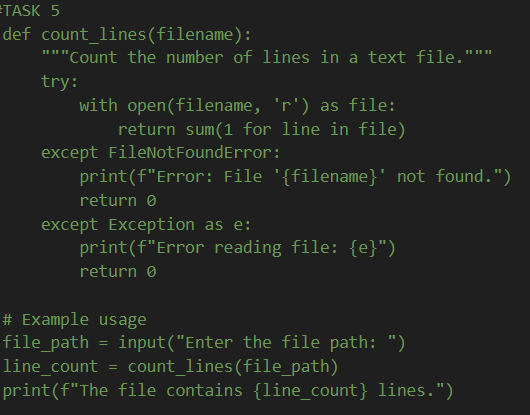 #TASK 5
def count_lines(filename):
    """Count the number of lines in a text file."""
    try:
        with open(filename, 'r') as file:
            return sum(1 for line in file)
    except FileNotFoundError:
        print(f"Error: File '{filename}' not found.")
        return 0
    except Exception as e:
        print(f"Error reading file: {e}")
        return 0

# Example usage
file_path = input("Enter the file path: ")
line_count = count_lines(file_path)
print(f"The file contains {line_count} lines.")